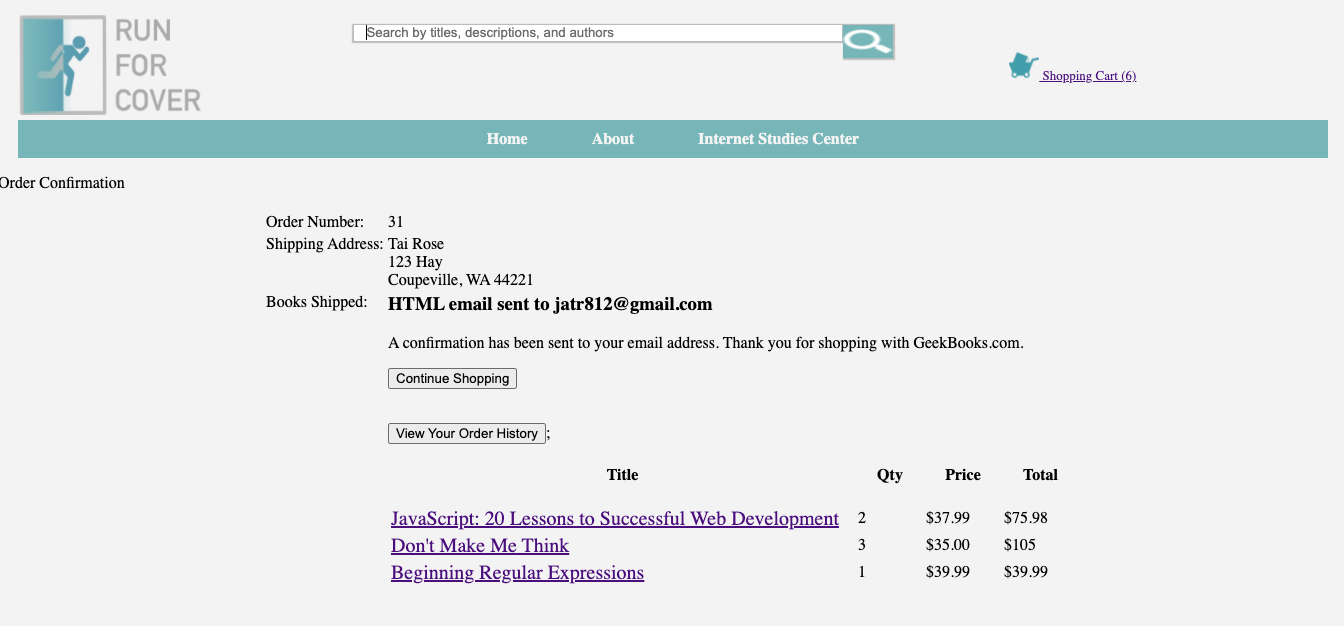 RUN
FOR
COVER
Search by titles, descriptions, and authors
Shopping Cart (6)
Home About Internet Studies Center
Order Confirmation
Order Number: 31
Shipping Address: Tai Rose
123 Hay
Coupeville, WA 44221
Books Shipped: HTML email sent to jatr812@gmail.com
A confirmation has been sent to your email address. Thank you for shopping with GeekBooks.com.
Continue Shopping
View Your Order History;
Title Qty Price Total
JavaScript: 20 Lessons to Successful Web Development 2 $37.99 $75.98
Don't Make Me Think 3 $35.00 $105
Beginning Regular Expressions 1 $39.99 $39.99